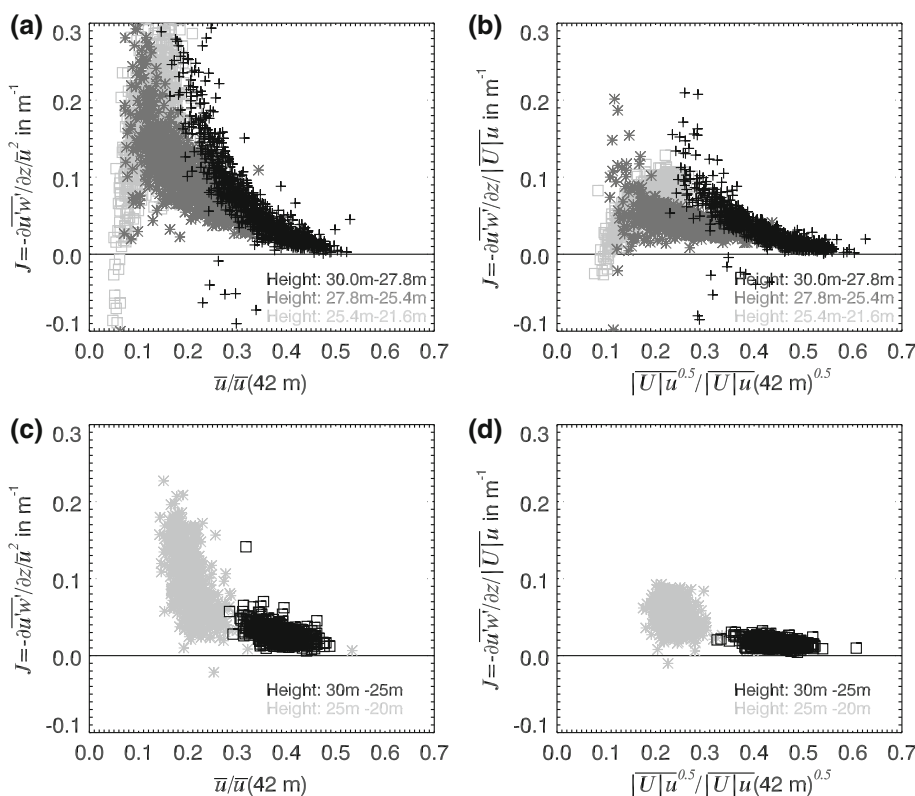 (a)
0.3
0.2
0.1
0.0
-0.1
J=-∂u̅'w̅'/∂z/u̅² in m⁻¹
Height: 30.0m-27.8m
Height: 27.8m-25.4m
Height: 25.4m-21.6m
0.0 0.1 0.2 0.3 0.4 0.5 0.6 0.7
u̅/u̅(42 m)
(b)
0.3
0.2
0.1
0.0
-0.1
J=-∂u'w'/∂z/|U|u in m⁻¹
Height: 30.0m-27.8m
Height: 27.8m-25.4m
Height: 25.4m-21.6m
0.0 0.1 0.2 0.3 0.4 0.5 0.6 0.7
|U|u⁰·⁵/|U|u(42 m)⁰·⁵
(c)
0.3
0.2
0.1
0.0
-0.1
J=-∂u̅'w̅'/∂z/u̅² in m⁻¹
Height: 30m -25m
Height: 25m -20m
0.0 0.1 0.2 0.3 0.4 0.5 0.6 0.7
u̅/u̅(42 m)
(d)
0.3
0.2
0.1
0.0
-0.1
J=-∂u'w'/∂z/|U|u in m⁻¹
Height: 30m -25m
Height: 25m -20m
0.0 0.1 0.2 0.3 0.4 0.5 0.6 0.7
|U|u⁰·⁵/|U|u(42 m)⁰·⁵